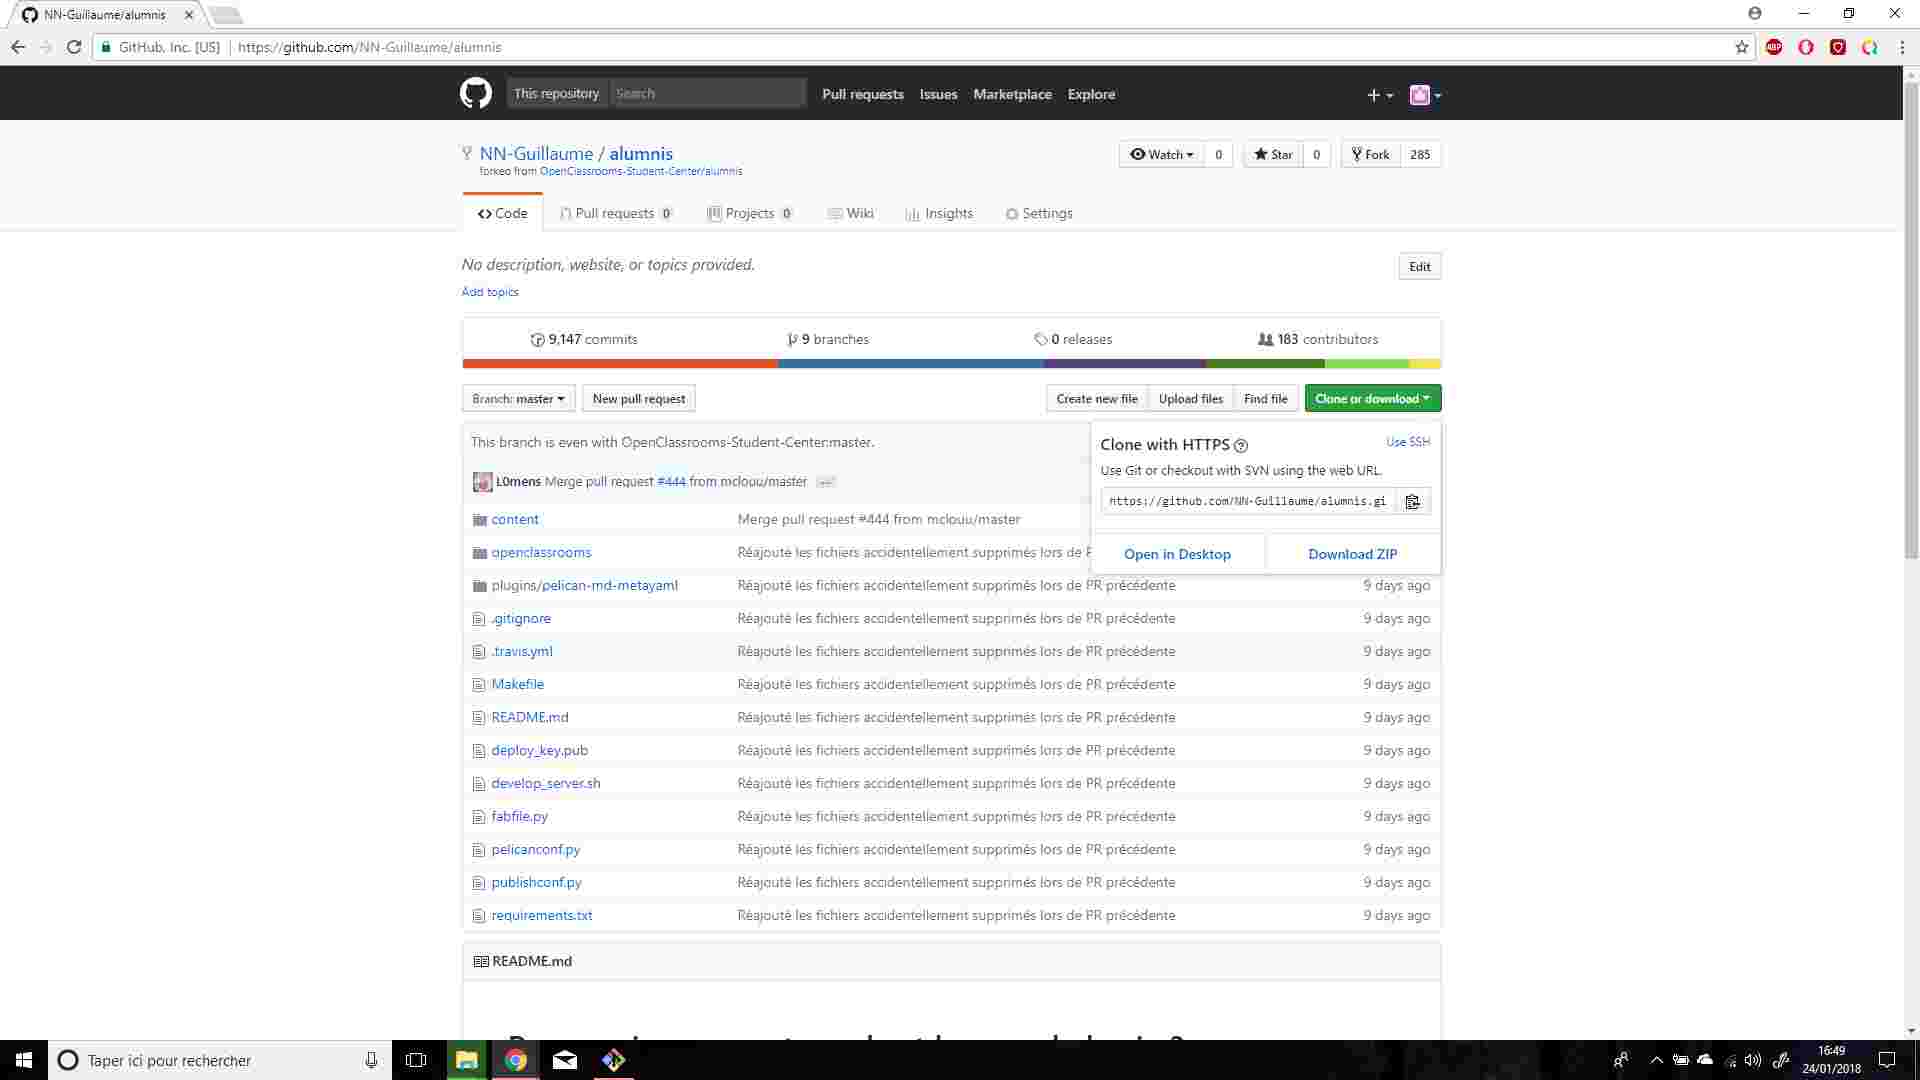 NN-Guillaume/alumnis
GitHub, Inc. [US] | https://github.com/NN-Guillaume/alumnis
ABP
This repository Search Pull requests Issues Marketplace Explore
NN-Guillaume / alumnis
Watch 0 Star 0 Fork 285
forked from OpenClassrooms-Student-Center/alumnis
Code Pull requests 0 Projects 0 Wiki Insights Settings
No description, website, or topics provided.
Edit
Add topics
9,147 commits 9 branches 0 releases 183 contributors
Branch: master New pull request Create new file Upload files Find file Clone or download
This branch is even with OpenClassrooms-Student-Center:master.
L0mens Merge pull request #444 from mclouu/master
Clone with HTTPS Use SSH
Use Git or checkout with SVN using the web URL.
https://github.com/NN-Guillaume/alumnis.gi
Open in Desktop Download ZIP
content Merge pull request #444 from mclouu/master
openclassrooms Réajouté les fichiers accidentellement supprimés lors de P
plugins/pelican-md-metayaml Réajouté les fichiers accidentellement supprimés lors de PR précédente 9 days ago
.gitignore Réajouté les fichiers accidentellement supprimés lors de PR précédente 9 days ago
.travis.yml Réajouté les fichiers accidentellement supprimés lors de PR précédente 9 days ago
Makefile Réajouté les fichiers accidentellement supprimés lors de PR précédente 9 days ago
README.md Réajouté les fichiers accidentellement supprimés lors de PR précédente 9 days ago
deploy_key.pub Réajouté les fichiers accidentellement supprimés lors de PR précédente 9 days ago
develop_server.sh Réajouté les fichiers accidentellement supprimés lors de PR précédente 9 days ago
fabfile.py Réajouté les fichiers accidentellement supprimés lors de PR précédente 9 days ago
pelicanconf.py Réajouté les fichiers accidentellement supprimés lors de PR précédente 9 days ago
publishconf.py Réajouté les fichiers accidentellement supprimés lors de PR précédente 9 days ago
requirements.txt Réajouté les fichiers accidentellement supprimés lors de PR précédente 9 days ago
README.md
Taper ici pour rechercher
16:49
24/01/2018